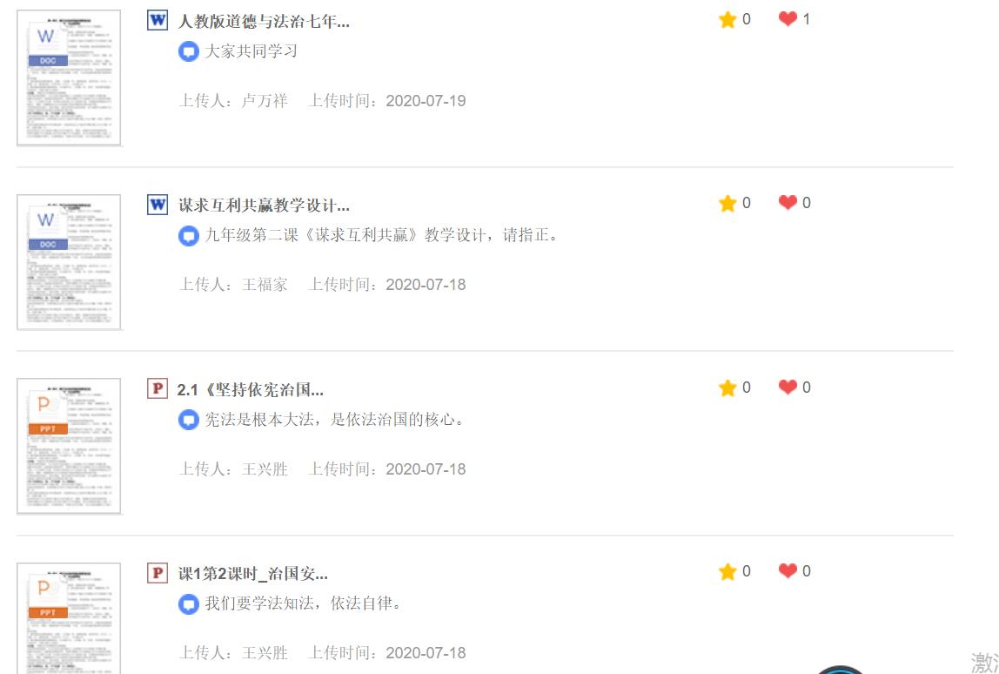 人教版道德与法治七年...
0
1
大家共同学习
上传人：卢万祥 上传时间：2020-07-19
W
DOC
谋求互利共赢教学设计...
0
0
九年级第二课《谋求互利共赢》教学设计，请指正。
上传人：王福家 上传时间：2020-07-18
W
DOC
2.1《坚持依宪治国...
0
0
宪法是根本大法，是依法治国的核心。
上传人：王兴胜 上传时间：2020-07-18
P
PPT
课1第2课时_治国安...
0
0
我们要学法知法，依法自律。
上传人：王兴胜 上传时间：2020-07-18
P
PPT